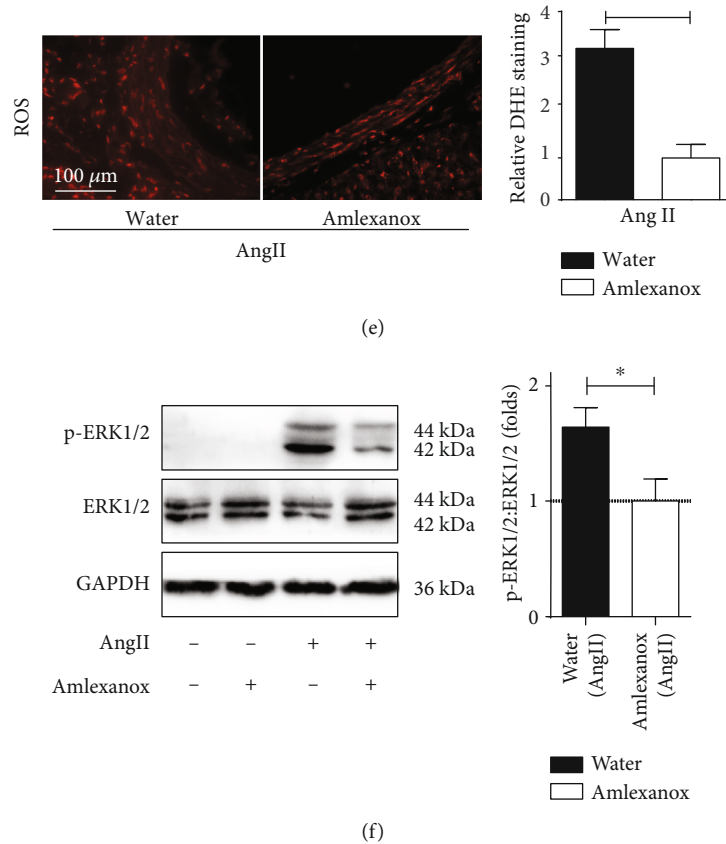 ROS
100 μm
Water
Amlexanox
AngII
Relative DHE staining
4
3
2
1
0
Ang II
Water
Amlexanox
(e)
p-ERK1/2
44 kDa
42 kDa
ERK1/2
44 kDa
42 kDa
GAPDH
36 kDa
AngII – – + +
Amlexanox – + – +
p-ERK1/2:ERK1/2 (folds)
2
1
0
*
Water
(AngII)
Amlexanox
(AngII)
Water
Amlexanox
(f)